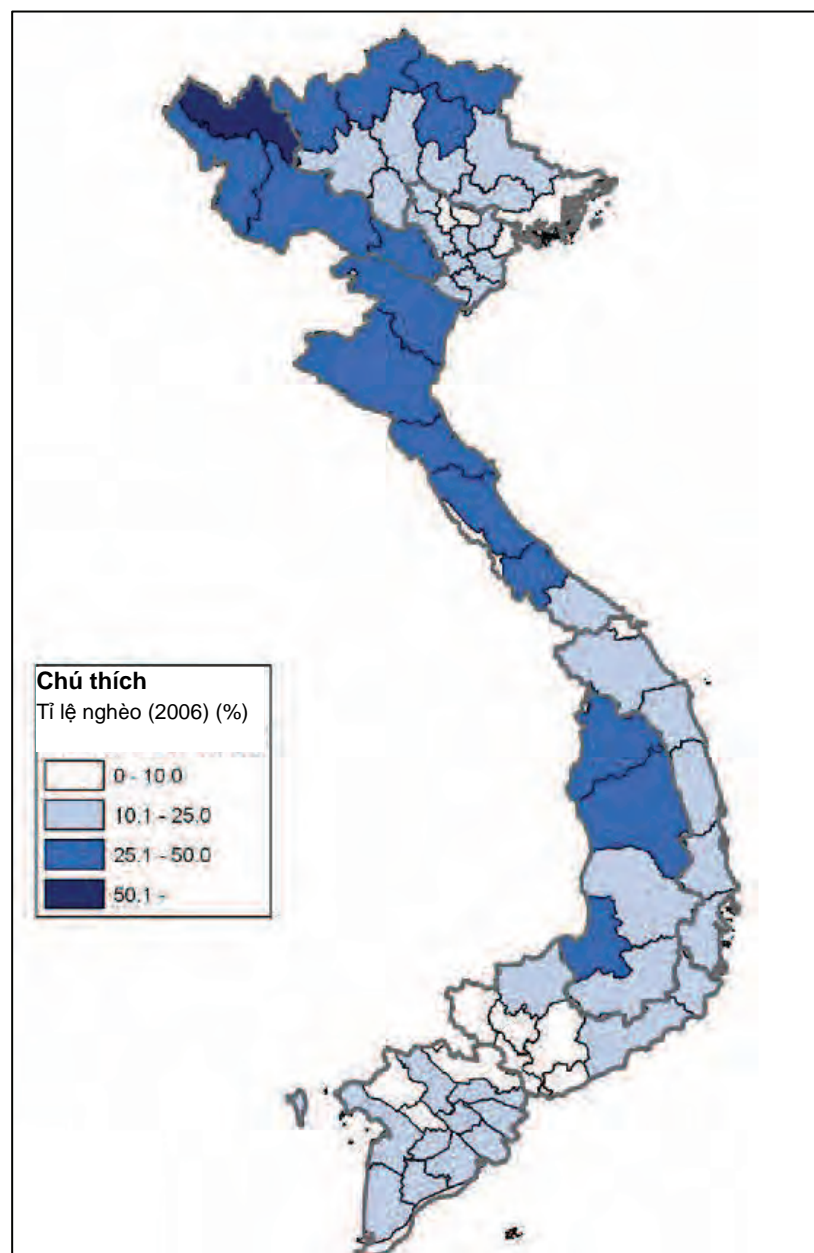 Chú thích
Tỉ lệ nghèo (2006) (%)
0 - 10.0
10.1 - 25.0
25.1 - 50.0
50.1 -